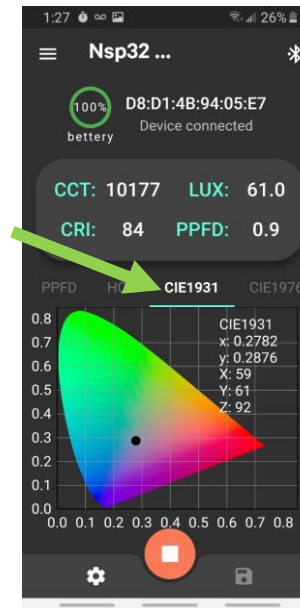 1:27 26%
Nsp32 ...
100% D8:D1:4B:94:05:E7
bettery Device connected
CCT: 10177 LUX: 61.0
CRI: 84 PPFD: 0.9
PPFD CIE1931 CIE1976
CIE1931
x: 0.2782
y: 0.2876
X: 59
Y: 61
Z: 92
0.8
0.7
0.6
0.5
0.4
0.3
0.2
0.1
0.0
0.0 0.1 0.2 0.3 0.4 0.5 0.6 0.7 0.8